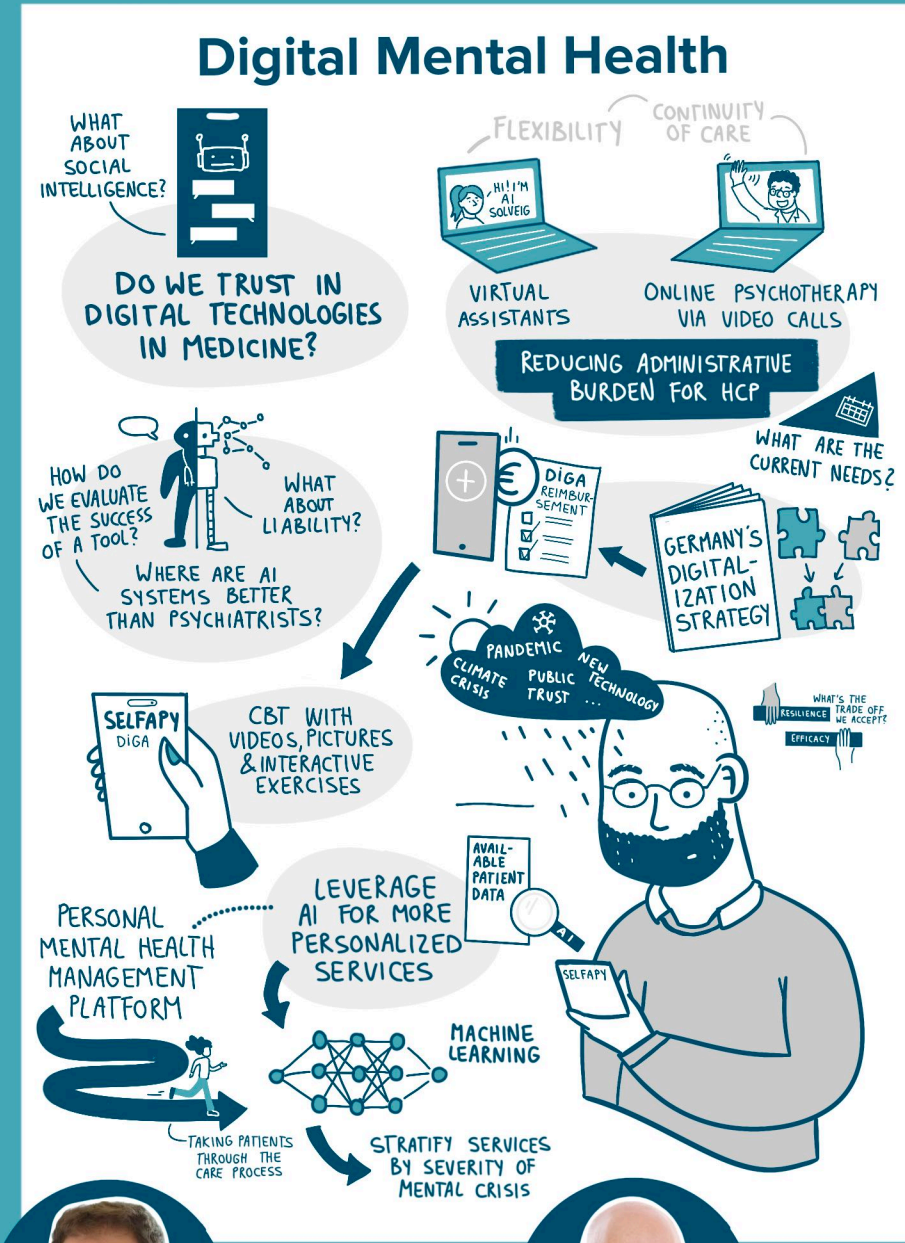 Digital Mental Health
WHAT
ABOUT
SOCIAL
INTELLIGENCE?
DO WE TRUST IN
DIGITAL TECHNOLOGIES
IN MEDICINE?
FLEXIBILITY
CONTINUITY
OF CARE
HI! I'M
AI
SOLVEIG
VIRTUAL
ASSISTANTS
ONLINE PSYCHOTHERAPY
VIA VIDEO CALLS
REDUCING ADMINISTRATIVE
BURDEN FOR HCP
WHAT ARE THE
CURRENT NEEDS?
HOW DO
WE EVALUATE
THE SUCCESS
OF A TOOL?
WHAT
ABOUT
LIABILITY?
WHERE ARE AI
SYSTEMS BETTER
THAN PSYCHIATRISTS?
€
DiGA
REIMBUR-
SEMENT
GERMANY'S
DIGITAL-
IZATION
STRATEGY
PANDEMIC
CLIMATE
CRISIS
PUBLIC
TRUST
NEW
TECHNOLOGY
...
WHAT'S THE
TRADE OFF
WE ACCEPT?
RESILIENCE
EFFICACY
SELFAPY
DiGA
CBT WITH
VIDEOS, PICTURES
& INTERACTIVE
EXERCISES
AVAIL-
ABLE
PATIENT
DATA
AI
SELFAPY
LEVERAGE
AI FOR MORE
PERSONALIZED
SERVICES
PERSONAL
MENTAL HEALTH
MANAGEMENT
PLATFORM
MACHINE
LEARNING
TAKING PATIENTS
THROUGH THE
CARE PROCESS
STRATIFY SERVICES
BY SEVERITY OF
MENTAL CRISIS